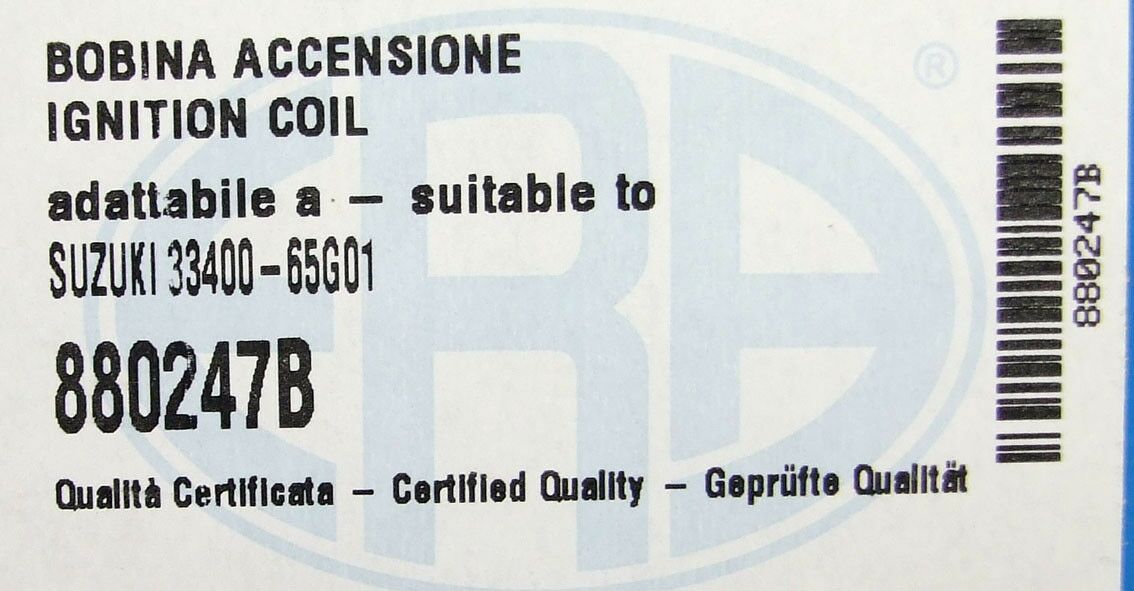 BOBINA ACCENSIONE
IGNITION COIL
adattabile a – suitable to
SUZUKI 33400-65G01
880247B
Qualità Certificata – Certified Quality – Geprüfte Qualität
ERA
®
880247B